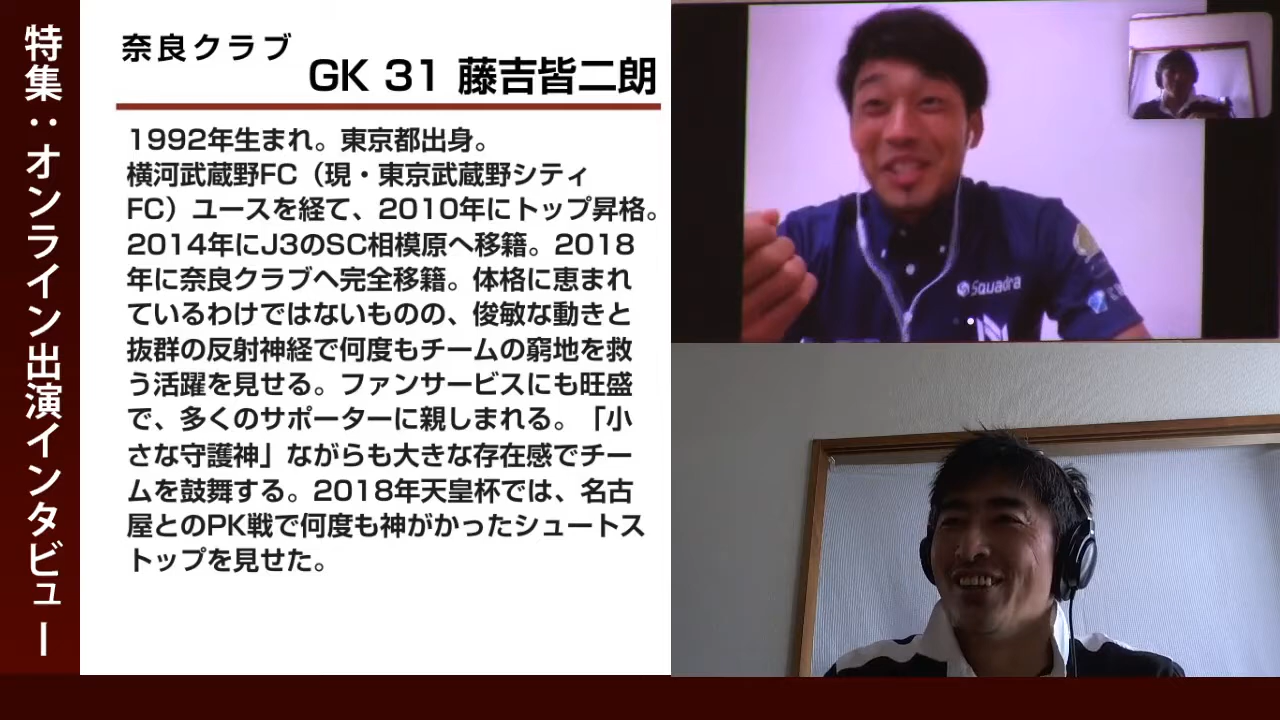 特集：オンライン出演インタビュー
奈良クラブ
GK 31 藤吉皆二朗
1992年生まれ。東京都出身。
横河武蔵野FC（現・東京武蔵野シティ
FC）ユースを経て、2010年にトップ昇格。
2014年にJ3のSC相模原へ移籍。2018
年に奈良クラブへ完全移籍。体格に恵まれ
ているわけではないものの、俊敏な動きと
抜群の反射神経で何度もチームの窮地を救
う活躍を見せる。ファンサービスにも旺盛
で、多くのサポーターに親しまれる。「小
さな守護神」ながらも大きな存在感でチー
ムを鼓舞する。2018年天皇杯では、名古
屋とのPK戦で何度も神がかったシュートス
トップを見せた。
Squadra